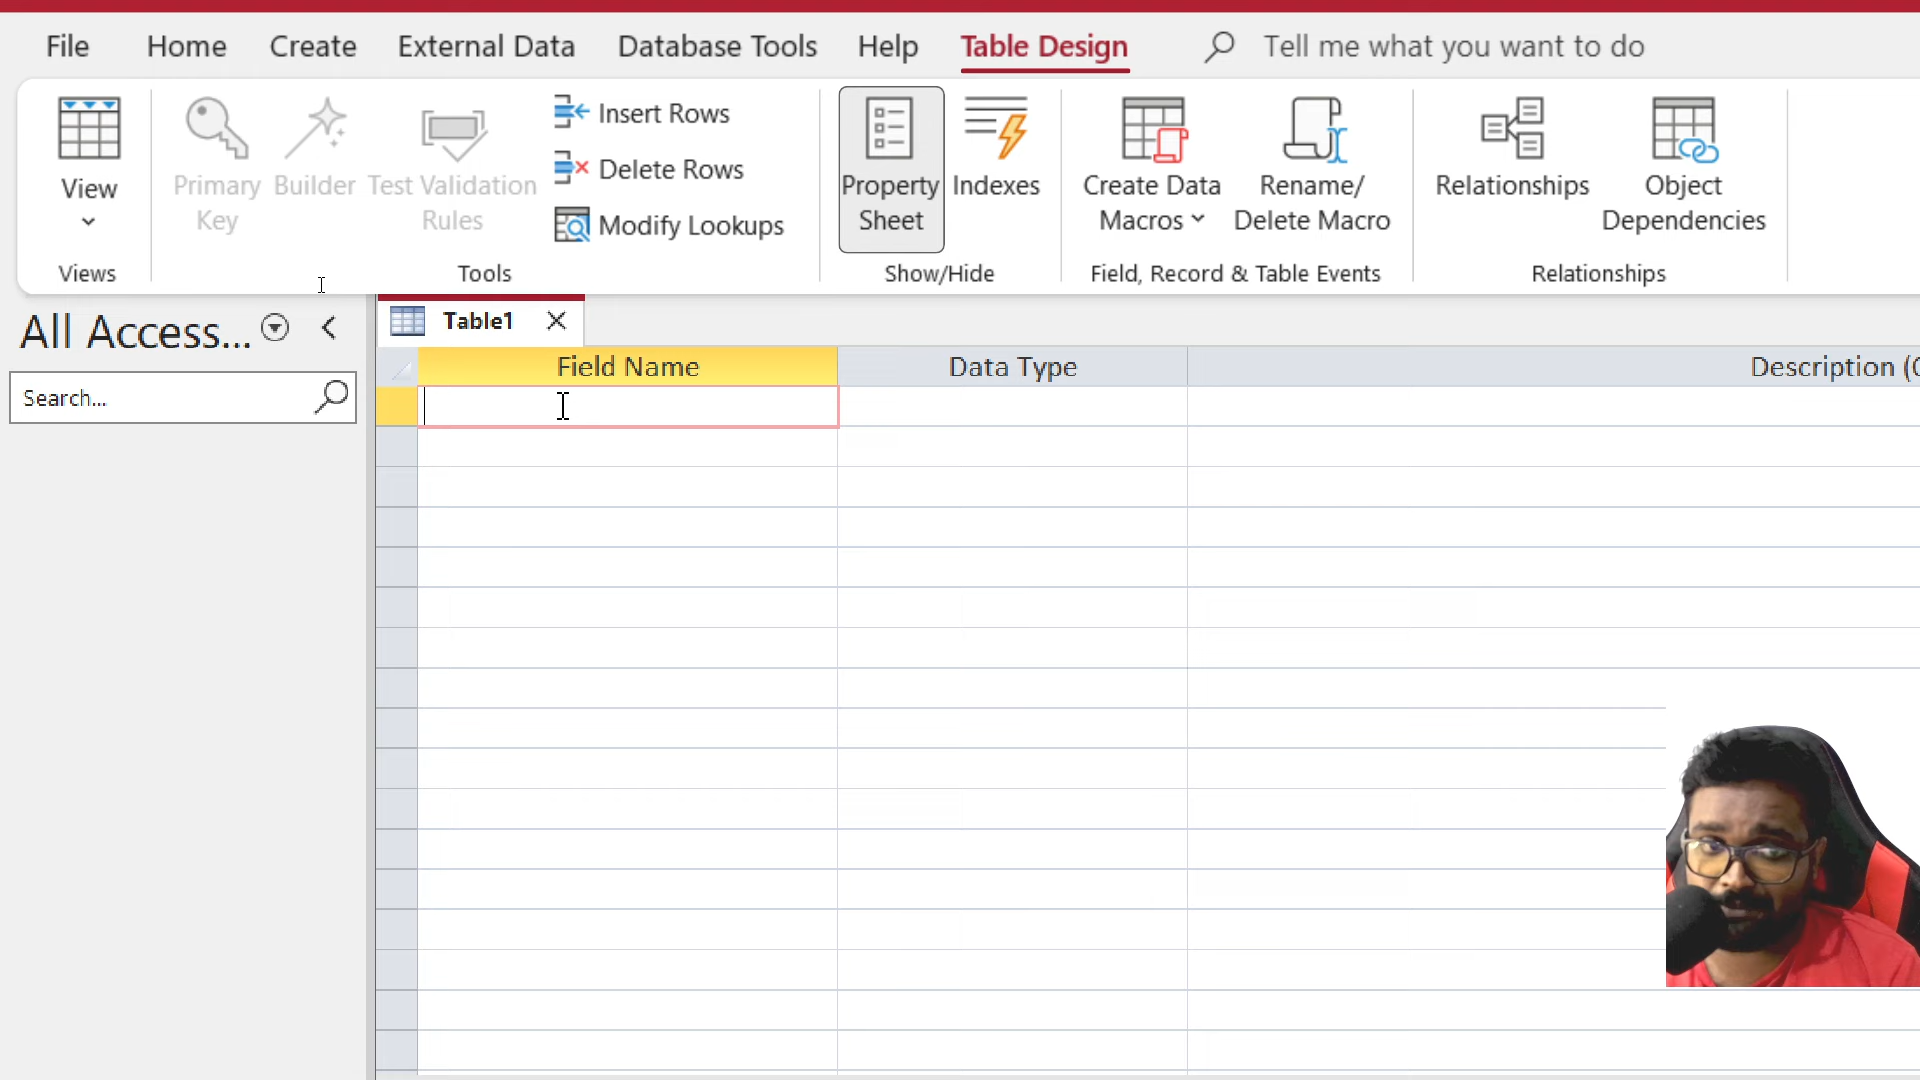 File Home Create External Data Database Tools Help Table Design Tell me what you want to do
View
Views
Primary
Key
Builder
Test Validation
Rules
Insert Rows
Delete Rows
Modify Lookups
Tools
Property
Sheet
Indexes
Show/Hide
Create Data
Macros
Rename/
Delete Macro
Field, Record & Table Events
Relationships
Object
Dependencies
Relationships
All Access...
Search...
Table1
Field Name Data Type Description (